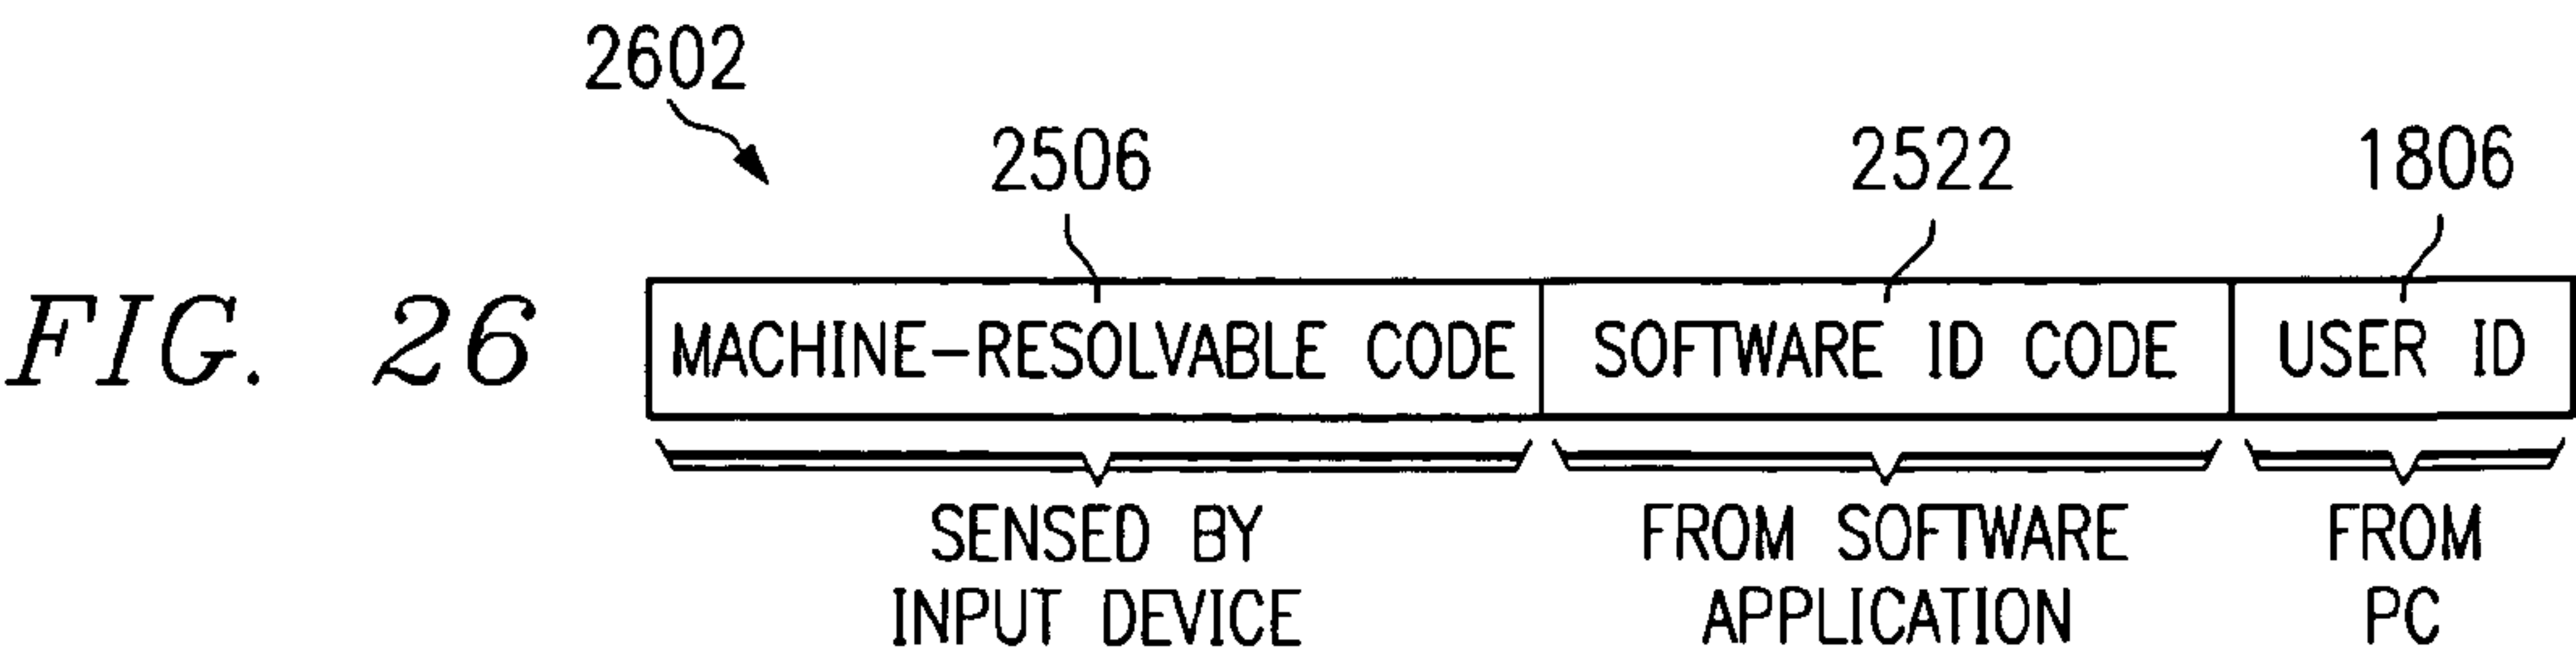 2602
2506 2522 1806
FIG. 26 MACHINE-RESOLVABLE CODE SOFTWARE ID CODE USER ID
SENSED BY FROM SOFTWARE FROM
INPUT DEVICE APPLICATION PC